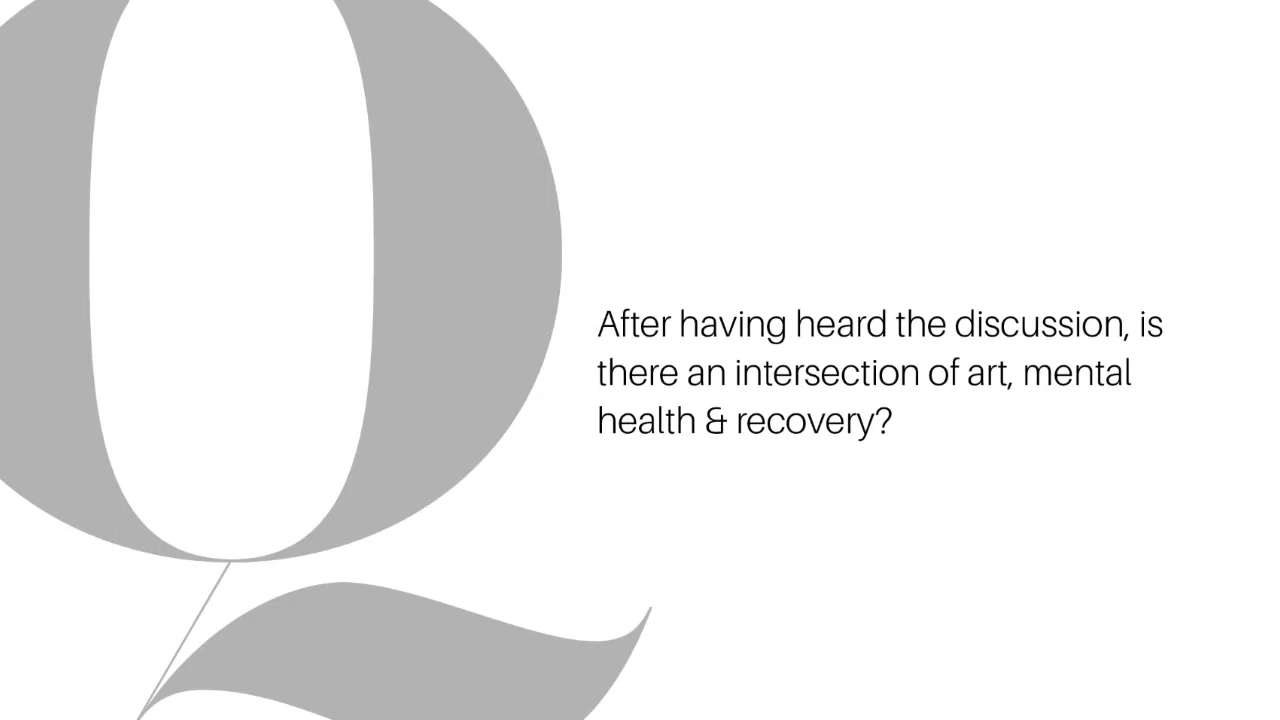 Q
After having heard the discussion, is
there an intersection of art, mental
health & recovery?